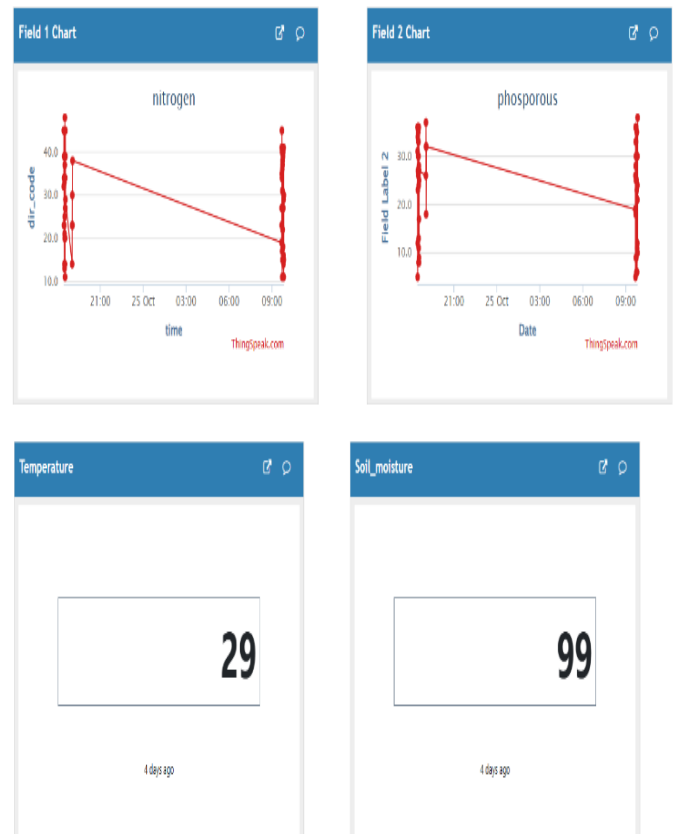 Field 1 Chart
nitrogen
dir_code
40.0
30.0
20.0
10.0
21:00 25 Oct 03:00 06:00 09:00
time
ThingSpeak.com
Field 2 Chart
phosporous
Field Label 2
30.0
20.0
10.0
21:00 25 Oct 03:00 06:00 09:00
Date
ThingSpeak.com
Temperature
29
4 days ago
Soil_moisture
99
4 days ago